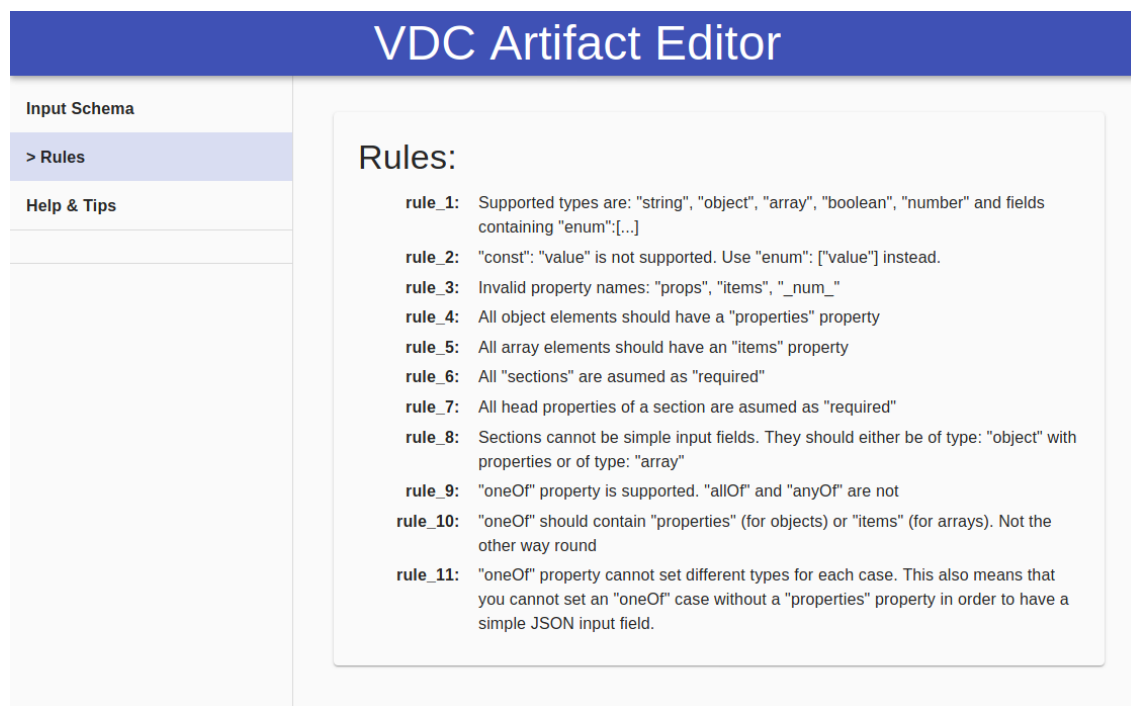 VDC Artifact Editor
Input Schema
> Rules
Help & Tips
Rules:
rule_1: Supported types are: "string", "object", "array", "boolean", "number" and fields
containing "enum":[...]
rule_2: "const": "value" is not supported. Use "enum": ["value"] instead.
rule_3: Invalid property names: "props", "items", "_num_"
rule_4: All object elements should have a "properties" property
rule_5: All array elements should have an "items" property
rule_6: All "sections" are asumed as "required"
rule_7: All head properties of a section are asumed as "required"
rule_8: Sections cannot be simple input fields. They should either be of type: "object" with
properties or of type: "array"
rule_9: "oneOf" property is supported. "allOf" and "anyOf" are not
rule_10: "oneOf" should contain "properties" (for objects) or "items" (for arrays). Not the
other way round
rule_11: "oneOf" property cannot set different types for each case. This also means that
you cannot set an "oneOf" case without a "properties" property in order to have a
simple JSON input field.